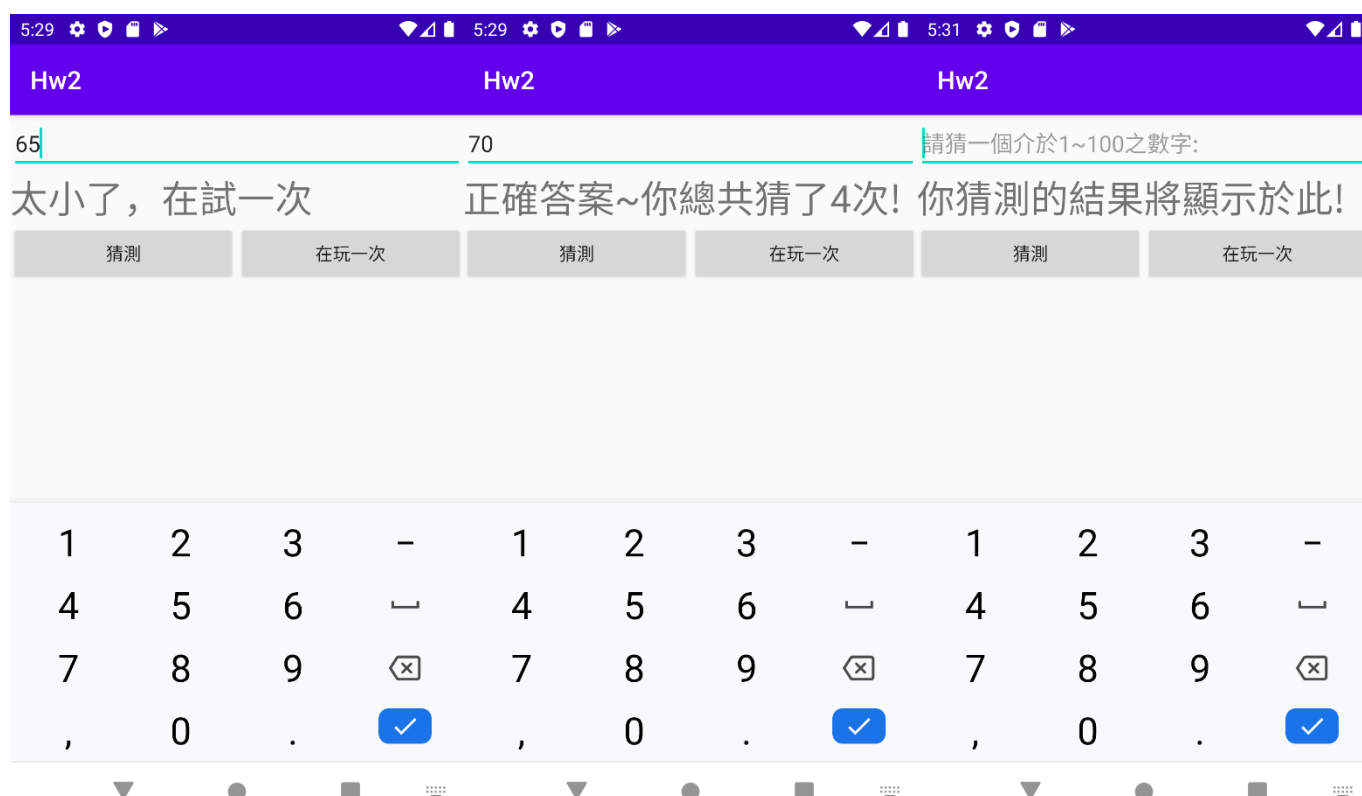 5:29
Hw2
65
太小了，在試一次
猜測
在玩一次
1 2 3 –
4 5 6
7 8 9
, 0 .
5:29
Hw2
70
正確答案~你總共猜了4次!
猜測
在玩一次
1 2 3 –
4 5 6
7 8 9
, 0 .
5:31
Hw2
請猜一個介於1~100之數字:
你猜測的結果將顯示於此!
猜測
在玩一次
1 2 3 –
4 5 6
7 8 9
, 0 .